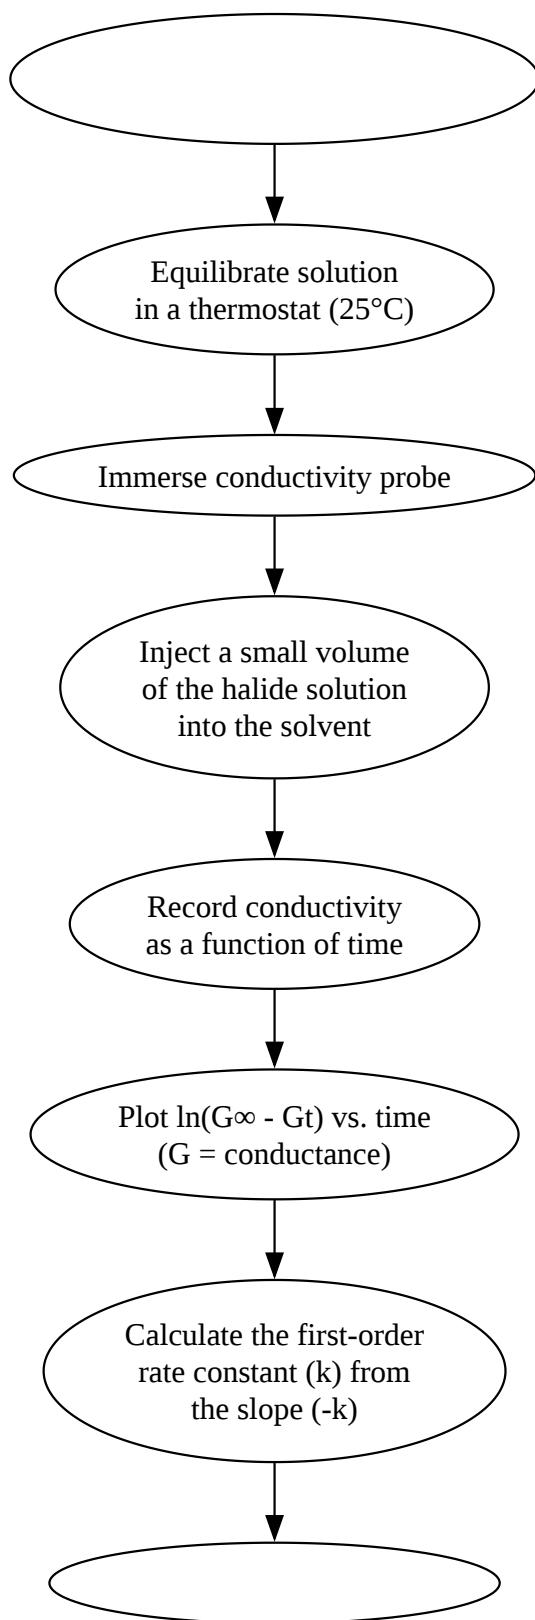 Equilibrate solution
in a thermostat (25°C)
Immerse conductivity probe
Inject a small volume
of the halide solution
into the solvent
Record conductivity
as a function of time
Plot ln(G∞ - Gt) vs. time
(G = conductance)
Calculate the first-order
rate constant (k) from
the slope (-k)